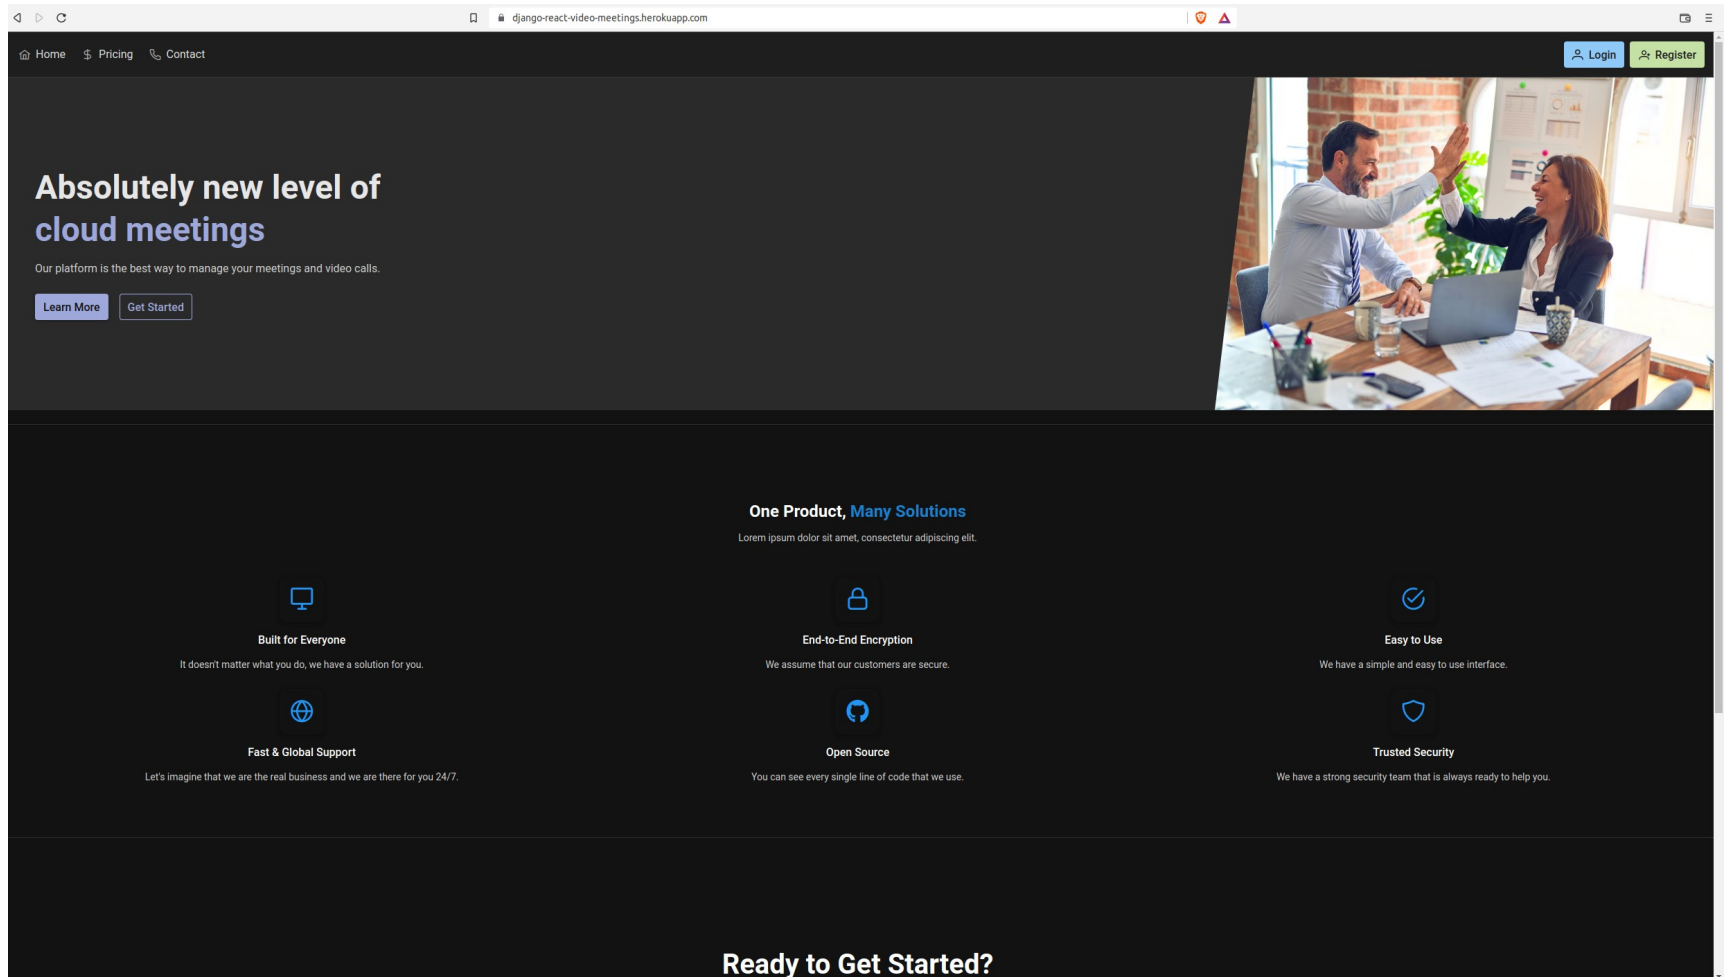 django-react-video-meetings.herokuapp.com
Home Pricing Contact Login Register
Absolutely new level of
cloud meetings
Our platform is the best way to manage your meetings and video calls.
Learn More Get Started
One Product, Many Solutions
Lorem ipsum dolor sit amet, consectetur adipiscing elit.
Built for Everyone
It doesn't matter what you do, we have a solution for you.
End-to-End Encryption
We assume that our customers are secure.
Easy to Use
We have a simple and easy to use interface.
Fast & Global Support
Let's imagine that we are the real business and we are there for you 24/7.
Open Source
You can see every single line of code that we use.
Trusted Security
We have a strong security team that is always ready to help you.
Ready to Get Started?